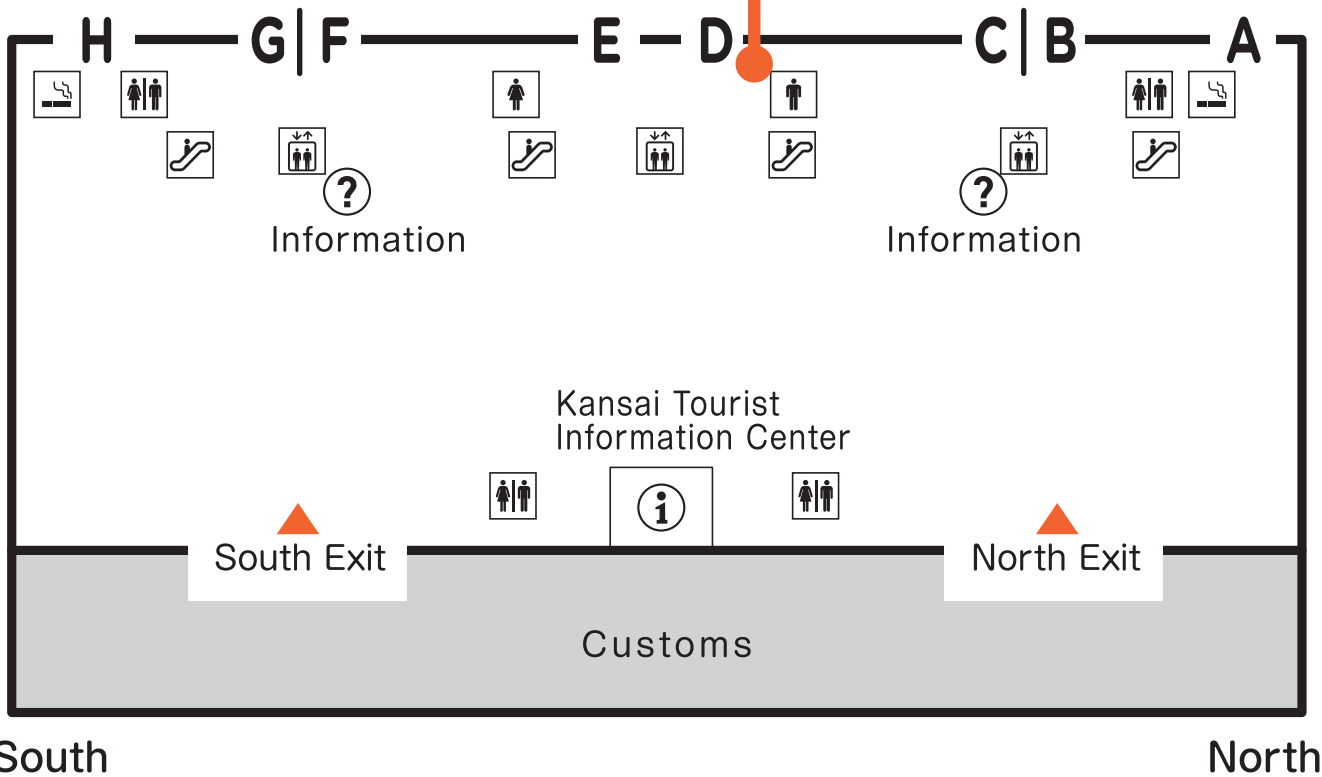 H G F E D C B A
? ?
Information Information
Kansai Tourist
Information Center
i
South Exit North Exit
Customs
South North